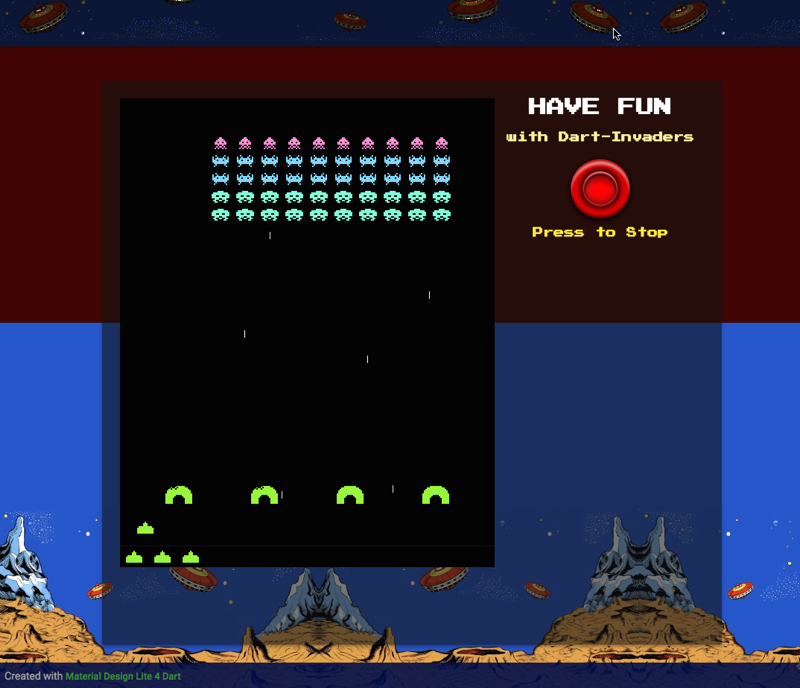 HAVE FUN
with Dart-Invaders
Press to Stop
Created with Material Design Lite 4 Dart